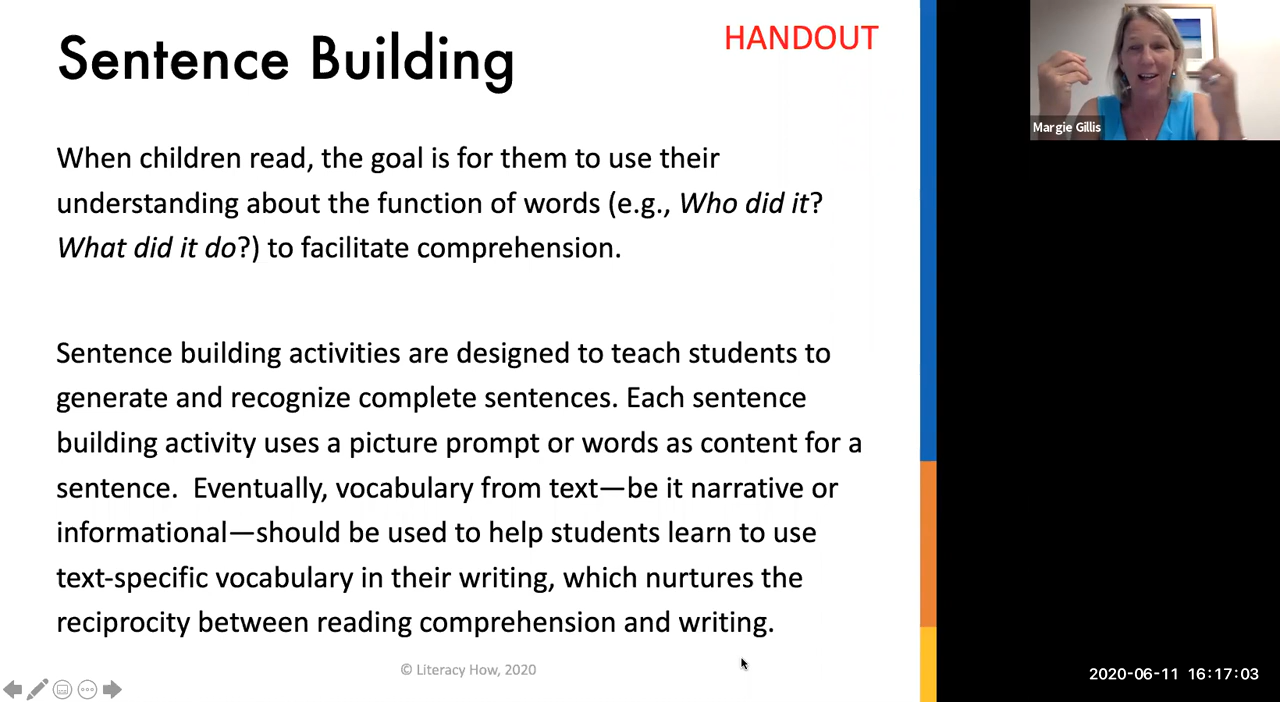 Sentence Building
HANDOUT
When children read, the goal is for them to use their
understanding about the function of words (e.g., Who did it?
What did it do?) to facilitate comprehension.
Sentence building activities are designed to teach students to
generate and recognize complete sentences. Each sentence
building activity uses a picture prompt or words as content for a
sentence.  Eventually, vocabulary from text—be it narrative or
informational—should be used to help students learn to use
text-specific vocabulary in their writing, which nurtures the
reciprocity between reading comprehension and writing.
© Literacy How, 2020
Margie Gillis
2020-06-11 16:17:03